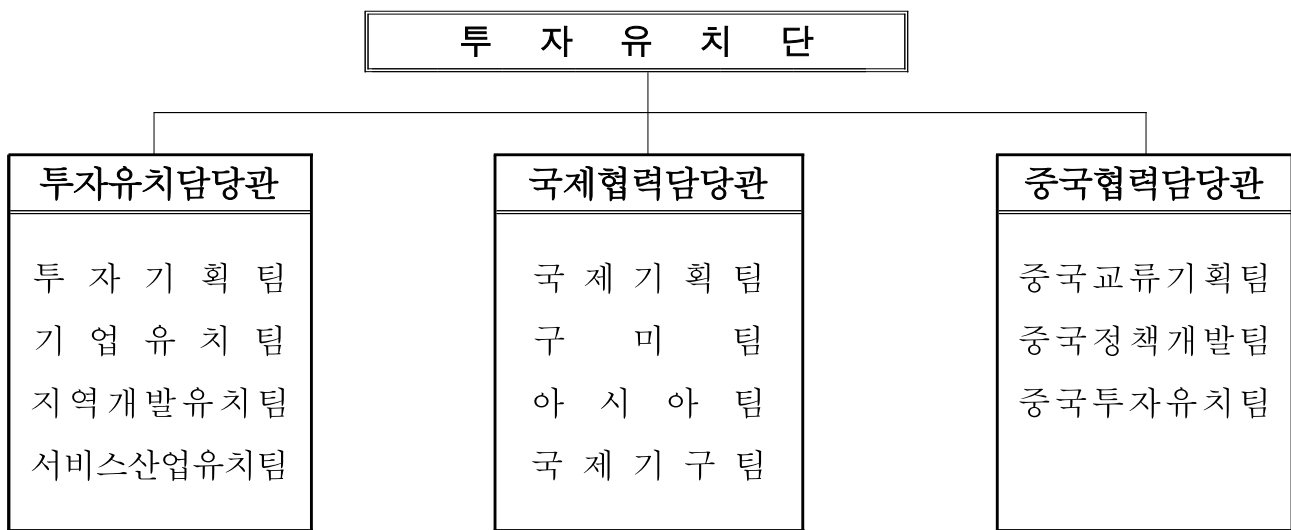 투 자 유 치 단
투자유치담당관
투 자 기 획 팀
기 업 유 치 팀
지역개발유치팀
서비스산업유치팀
국제협력담당관
국 제 기 획 팀
구 미 팀
아 시 아 팀
국 제 기 구 팀
중국협력담당관
중국교류기획팀
중국정책개발팀
중국투자유치팀